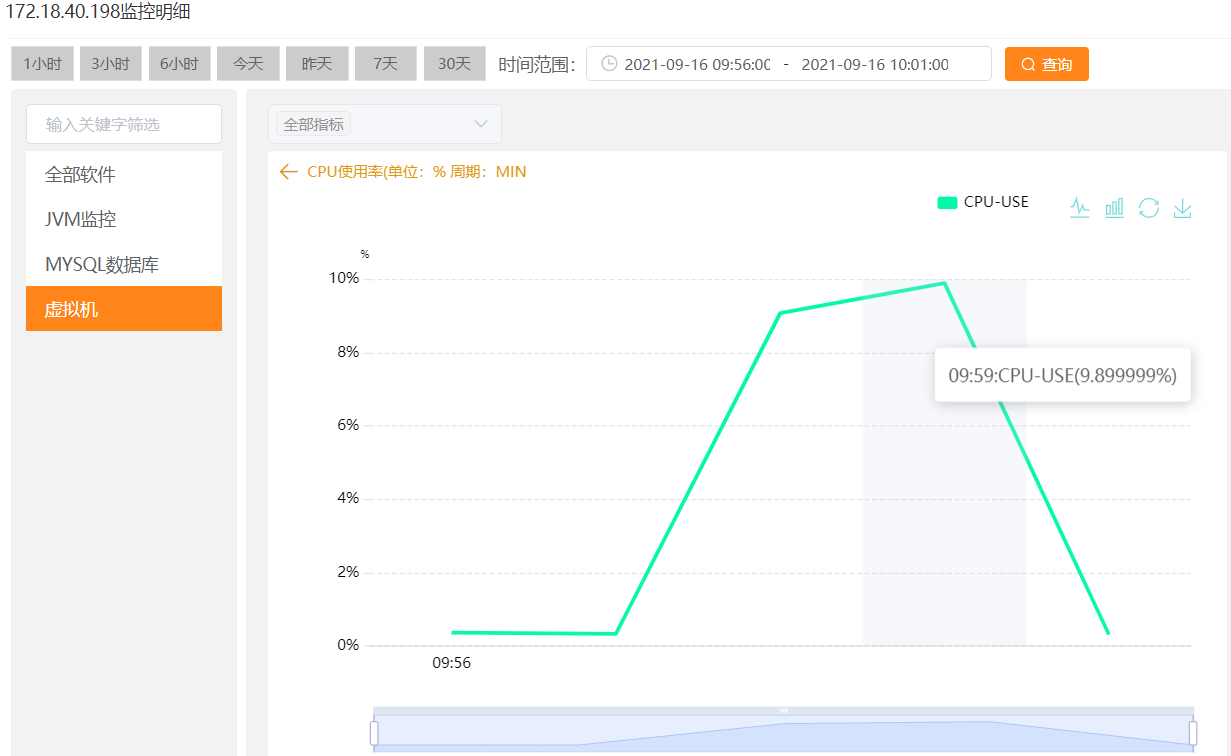 172.18.40.198监控明细
1小时 3小时 6小时 今天 昨天 7天 30天 时间范围: 2021-09-16 09:56:00 - 2021-09-16 10:01:00 查询
输入关键字筛选
全部软件
JVM监控
MYSQL数据库
虚拟机
全部指标
CPU使用率(单位：% 周期：MIN
CPU-USE
%
10%
8%
09:59:CPU-USE(9.899999%)
6%
4%
2%
0%
09:56